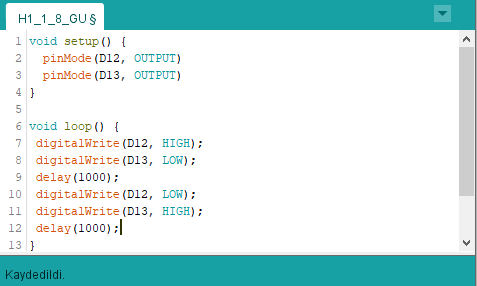 H1_1_8_GU §
1 void setup() {
2 pinMode(D12, OUTPUT)
3 pinMode(D13, OUTPUT)
4 }
5
6 void loop() {
7 digitalWrite(D12, HIGH);
8 digitalWrite(D13, LOW);
9 delay(1000);
10 digitalWrite(D12, LOW);
11 digitalWrite(D13, HIGH);
12 delay(1000);
13 }
Kaydedildi.